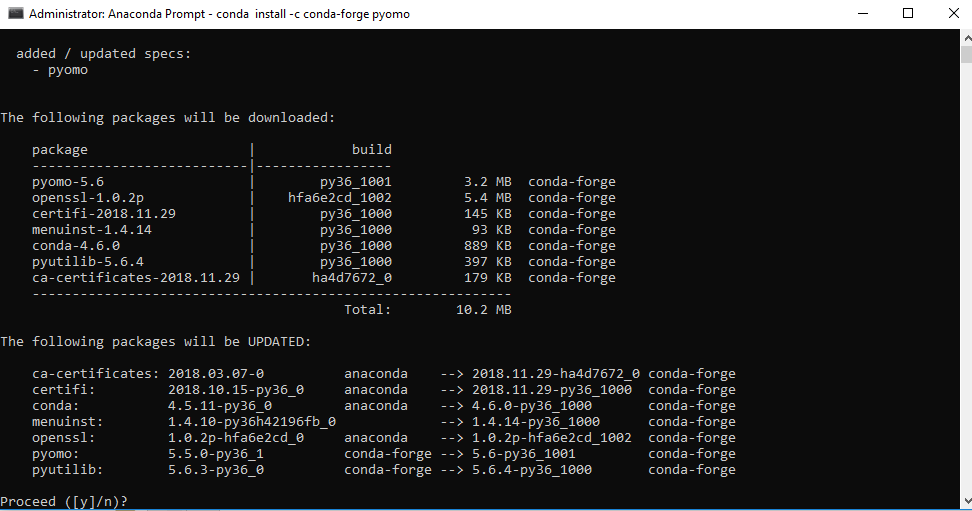 Administrator: Anaconda Prompt - conda  install -c conda-forge pyomo
added / updated specs:
- pyomo
The following packages will be downloaded:
package                    |            build
---------------------------|-----------------
pyomo-5.6                  |        py36_1001         3.2 MB  conda-forge
openssl-1.0.2p             |    hfa6e2cd_1002         5.4 MB  conda-forge
certifi-2018.11.29         |        py36_1000         145 KB  conda-forge
menuinst-1.4.14            |        py36_1000          93 KB  conda-forge
conda-4.6.0                |        py36_1000         889 KB  conda-forge
pyutilib-5.6.4             |        py36_1000         397 KB  conda-forge
ca-certificates-2018.11.29 |       ha4d7672_0         179 KB  conda-forge
------------------------------------------------------------
Total:        10.2 MB
The following packages will be UPDATED:
ca-certificates: 2018.03.07-0          anaconda    --> 2018.11.29-ha4d7672_0 conda-forge
certifi:         2018.10.15-py36_0     anaconda    --> 2018.11.29-py36_1000  conda-forge
conda:           4.5.11-py36_0         anaconda    --> 4.6.0-py36_1000       conda-forge
menuinst:        1.4.10-py36h42196fb_0             --> 1.4.14-py36_1000      conda-forge
openssl:         1.0.2p-hfa6e2cd_0     anaconda    --> 1.0.2p-hfa6e2cd_1002  conda-forge
pyomo:           5.5.0-py36_1          conda-forge --> 5.6-py36_1001         conda-forge
pyutilib:        5.6.3-py36_0          conda-forge --> 5.6.4-py36_1000       conda-forge
Proceed ([y]/n)?